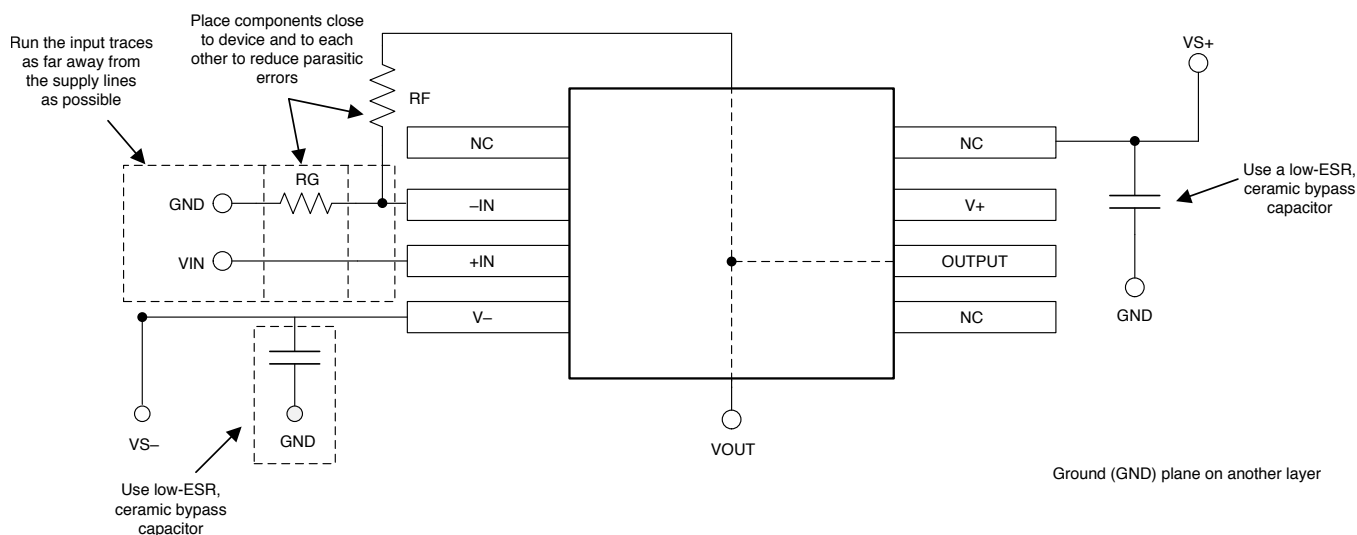 Place components close
to device and to each
other to reduce parasitic
errors
Run the input traces
as far away from
the supply lines
as possible
VS+
RF
NC
NC
Use a low-ESR,
ceramic bypass
capacitor
RG
GND
–IN
V+
VIN
+IN
OUTPUT
V–
NC
GND
VS–
GND
VOUT
Use low-ESR,
ceramic bypass
capacitor
Ground (GND) plane on another layer